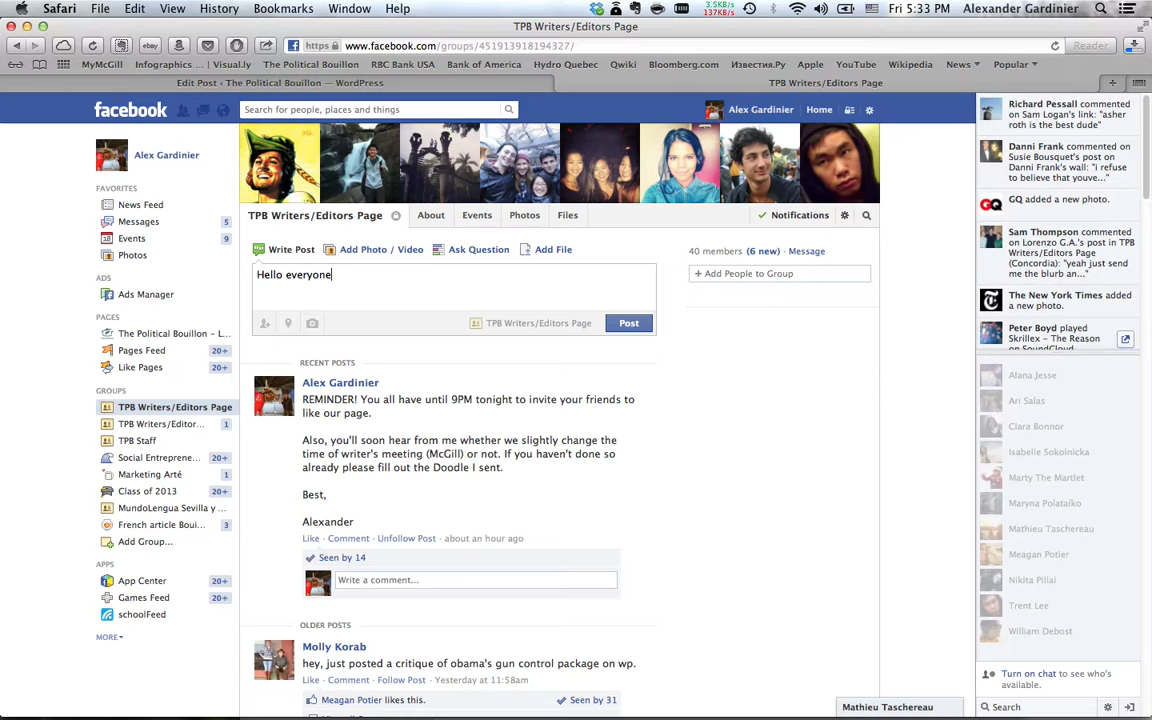 Safari File Edit View History Bookmarks Window Help 3.5KB/s 137KB/s Fri 5:33 PM Alexander Gardinier
TPB Writers/Editors Page
https www.facebook.com/groups/451913918194327/ Reader
MyMcGill Infographics ... | Visual.ly The Political Bouillon RBC Bank USA Bank of America Hydro Quebec Qwiki Bloomberg.com Известия.Ру Apple YouTube Wikipedia News Popular
Edit Post ‹ The Political Bouillon — WordPress TPB Writers/Editors Page
facebook Search for people, places and things Alex Gardinier Home
Alex Gardinier
FAVORITES
News Feed
Messages 5
Events 9
Photos
ADS
Ads Manager
PAGES
The Political Bouillon - L...
Pages Feed 20+
Like Pages 20+
GROUPS
TPB Writers/Editors Page
TPB Writers/Editor... 1
TPB Staff
Social Entreprene... 20+
Marketing Arté 1
Class of 2013 20+
MundoLengua Sevilla y ...
French article Boui... 3
Add Group...
APPS
App Center 20+
Games Feed 20+
schoolFeed
MORE
TPB Writers/Editors Page About Events Photos Files Notifications
Write Post Add Photo / Video Ask Question Add File
Hello everyone
TPB Writers/Editors Page Post
RECENT POSTS
Alex Gardinier
REMINDER! You all have until 9PM tonight to invite your friends to
like our page.
Also, you'll soon hear from me whether we slightly change the
time of writer's meeting (McGill) or not. If you haven't done so
already please fill out the Doodle I sent.
Best,
Alexander
Like · Comment · Unfollow Post · about an hour ago
Seen by 14
Write a comment...
OLDER POSTS
Molly Korab
hey, just posted a critique of obama's gun control package on wp.
Like · Comment · Follow Post · Yesterday at 11:58am
Meagan Potier likes this. Seen by 31
40 members (6 new) · Message
+ Add People to Group
Richard Pessall commented
on Sam Logan's link: "asher
roth is the best dude"
Danni Frank commented on
Susie Bousquet's post on
Danni Frank's wall: "i refuse
to believe that youve..."
GQ added a new photo.
Sam Thompson commented
on Lorenzo G.A.'s post in TPB
Writers/Editors Page
(Concordia): "yeah just send
me the blurb an..."
The New York Times added
a new photo.
Peter Boyd played
Skrillex - The Reason
on SoundCloud.
Alana Jesse
Ari Salas
Clara Bonnor
Isabelle Sokolnicka
Marty The Martlet
Maryna Polataïko
Mathieu Taschereau
Meagan Potier
Nikita Pillai
Trent Lee
William Debost
Turn on chat to see who's
available.
Mathieu Taschereau Search